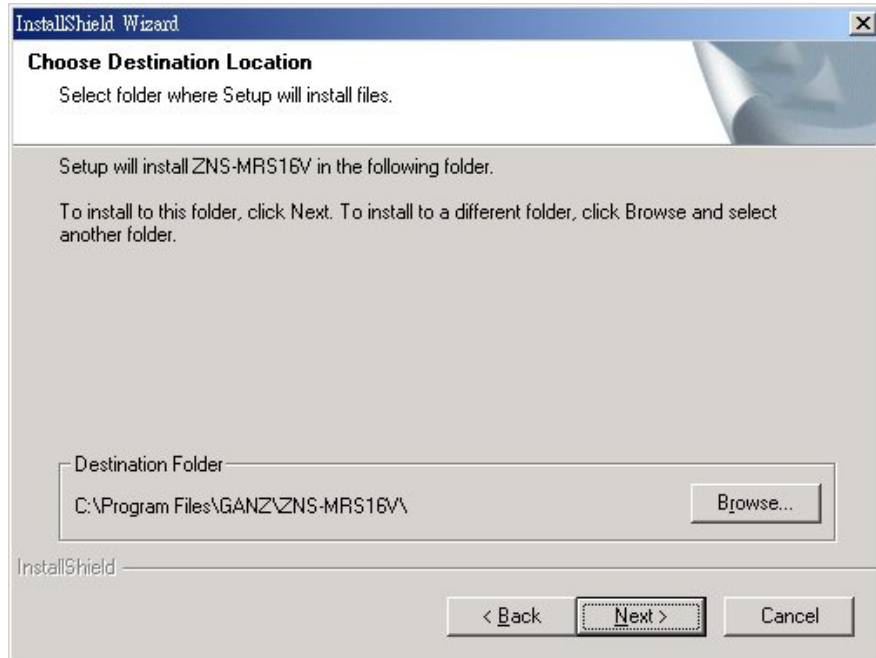 InstallShield Wizard
Choose Destination Location
Select folder where Setup will install files.
Setup will install ZNS-MRS16V in the following folder.
To install to this folder, click Next. To install to a different folder, click Browse and select
another folder.
Destination Folder
C:\Program Files\GANZ\ZNS-MRS16V\
Browse...
InstallShield
< Back
Next >
Cancel